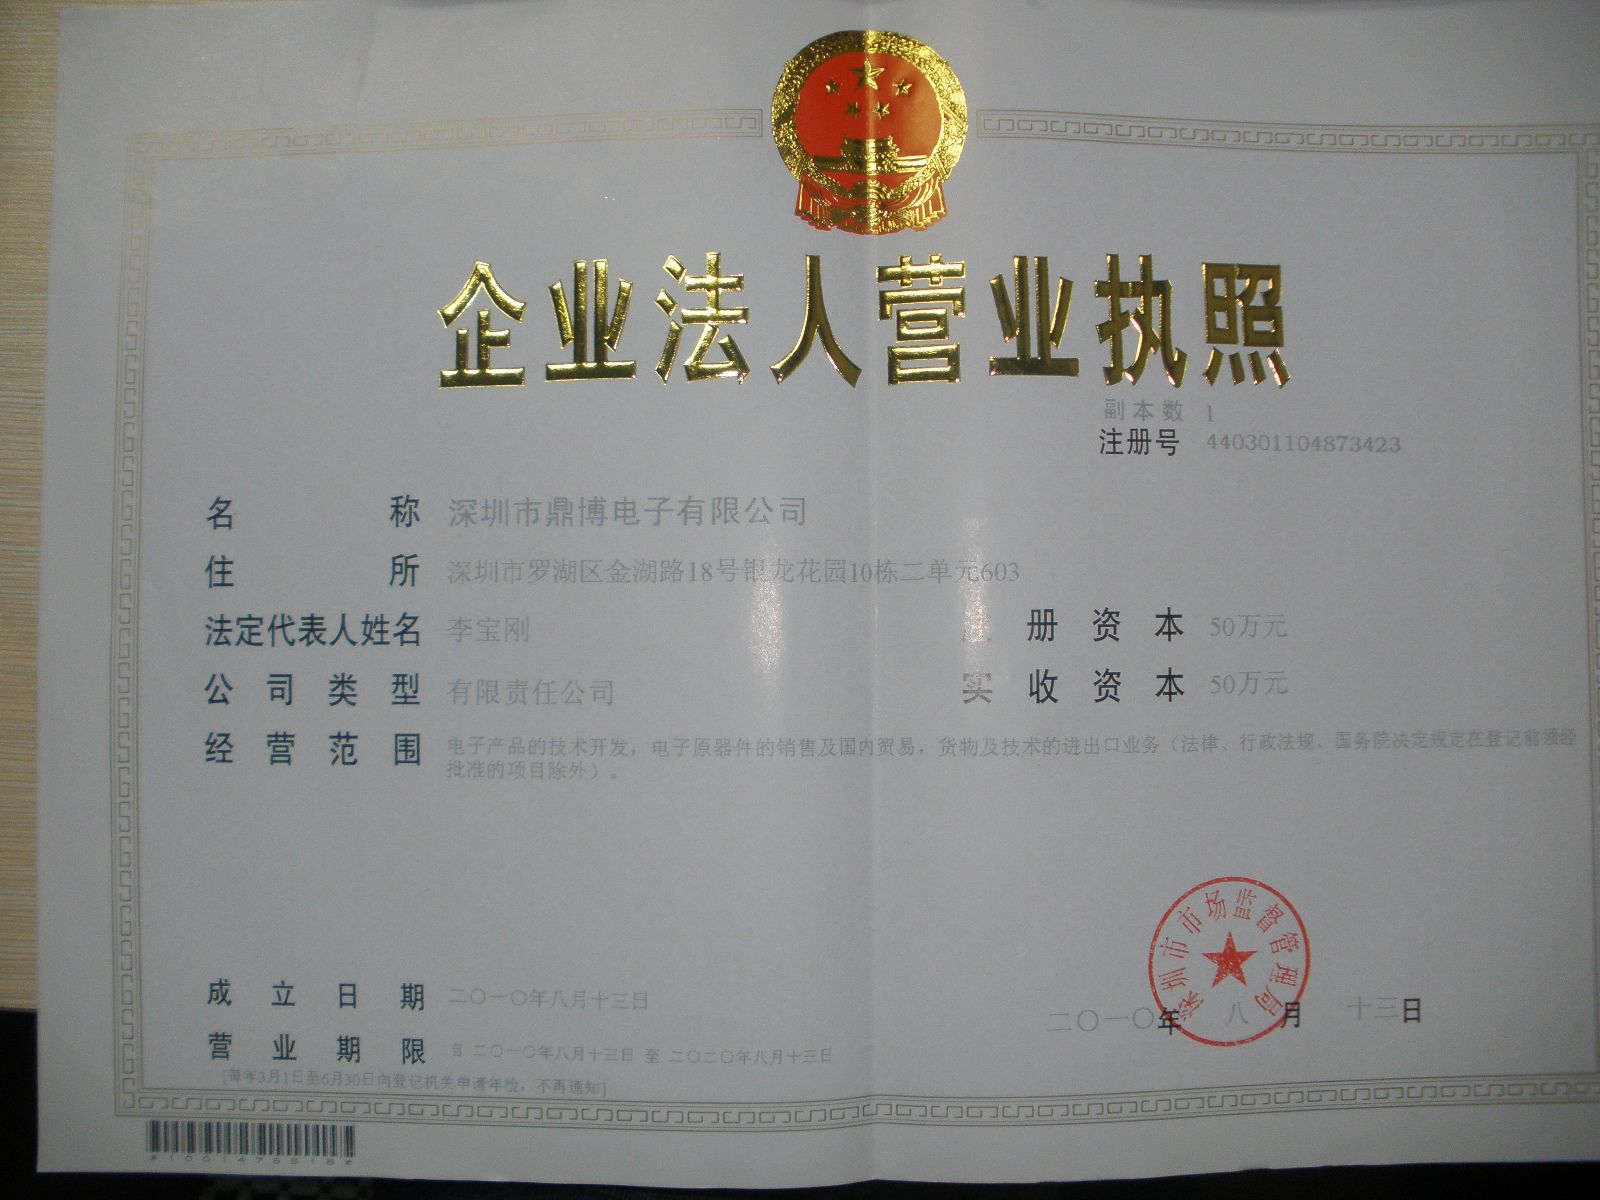 企业法人营业执照
副本数 1
注册号 440301104873423
名称 深圳市鼎博电子有限公司
住所 深圳市罗湖区金湖路18号银龙花园10栋二单元603
法定代表人姓名 李宝刚 注册资本 50万元
公司类型 有限责任公司 实收资本 50万元
经营范围 电子产品的技术开发，电子原器件的销售及国内贸易，货物及技术的进出口业务（法律、行政法规、国务院决定规定在登记前须经
批准的项目除外）。
深圳市市场监督管理局
成立日期 二〇一〇年八月十三日
二〇一〇年 八月 十三日
营业期限 自 二〇一〇年八月十三日 至 二〇二〇年八月十三日
[每年3月1日至6月30日向登记机关申请年检，不再通知]
*1001475518*